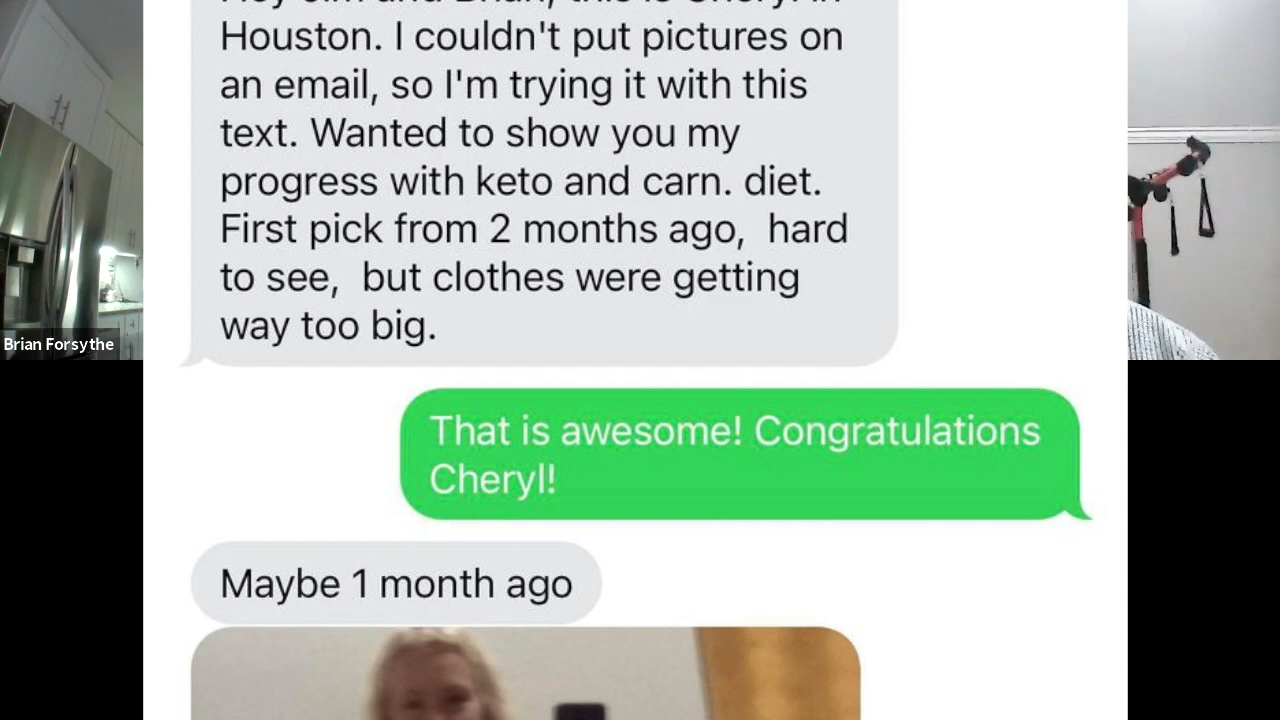 Houston. I couldn't put pictures on
an email, so I'm trying it with this
text. Wanted to show you my
progress with keto and carn. diet.
First pick from 2 months ago,  hard
to see,  but clothes were getting
way too big.
Brian Forsythe
That is awesome! Congratulations
Cheryl!
Maybe 1 month ago